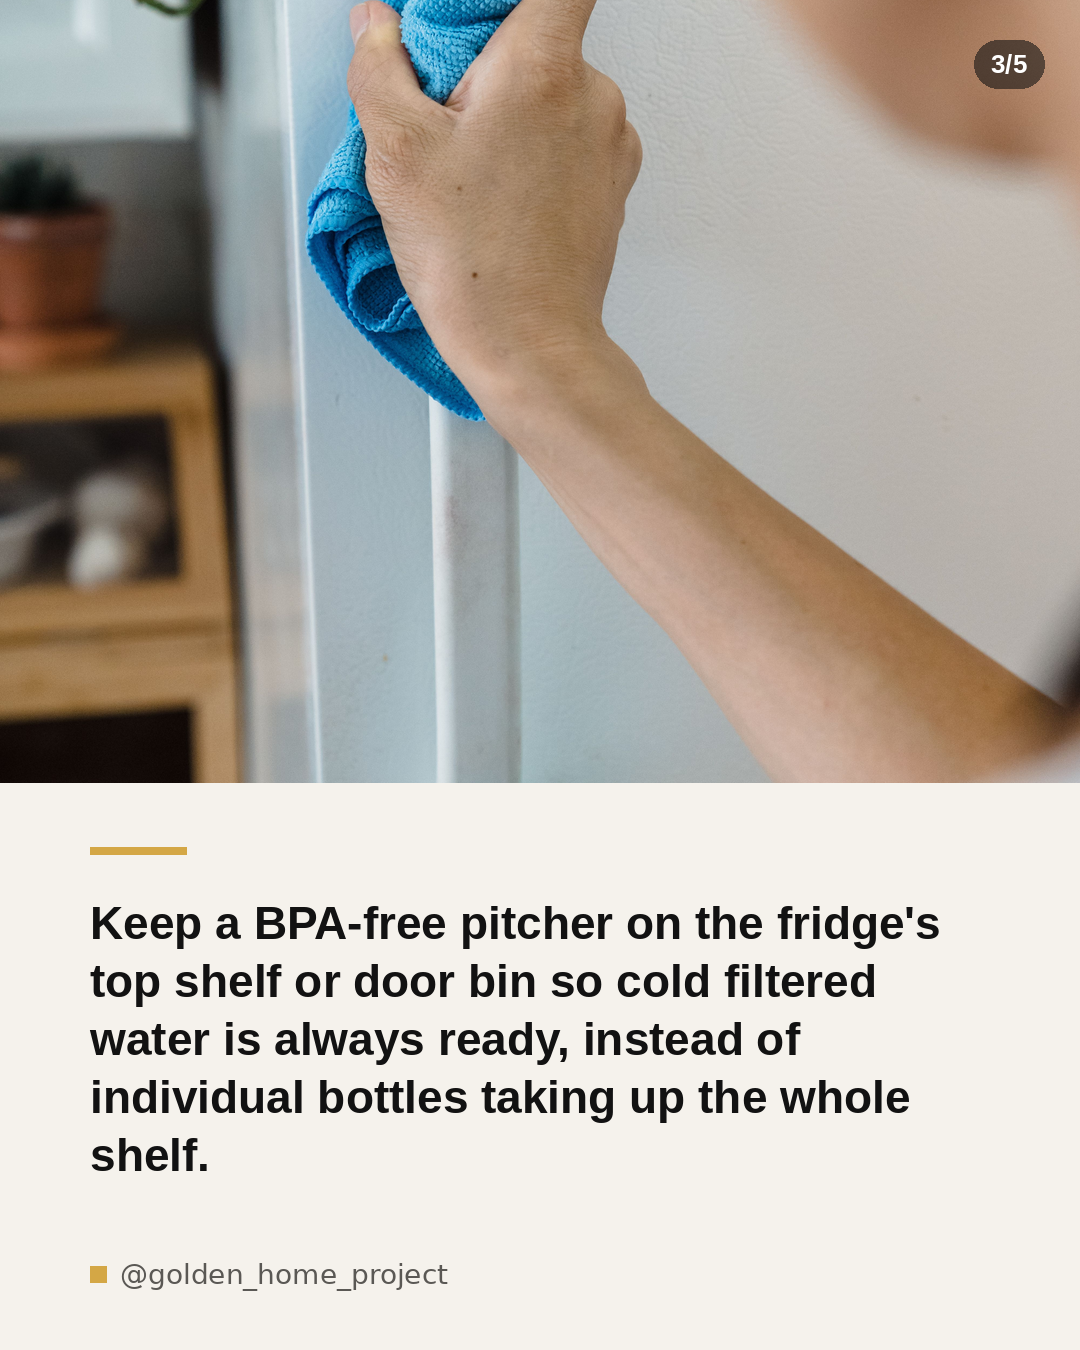 3/5
Keep a BPA-free pitcher on the fridge's
top shelf or door bin so cold filtered
water is always ready, instead of
individual bottles taking up the whole
shelf.
@golden_home_project